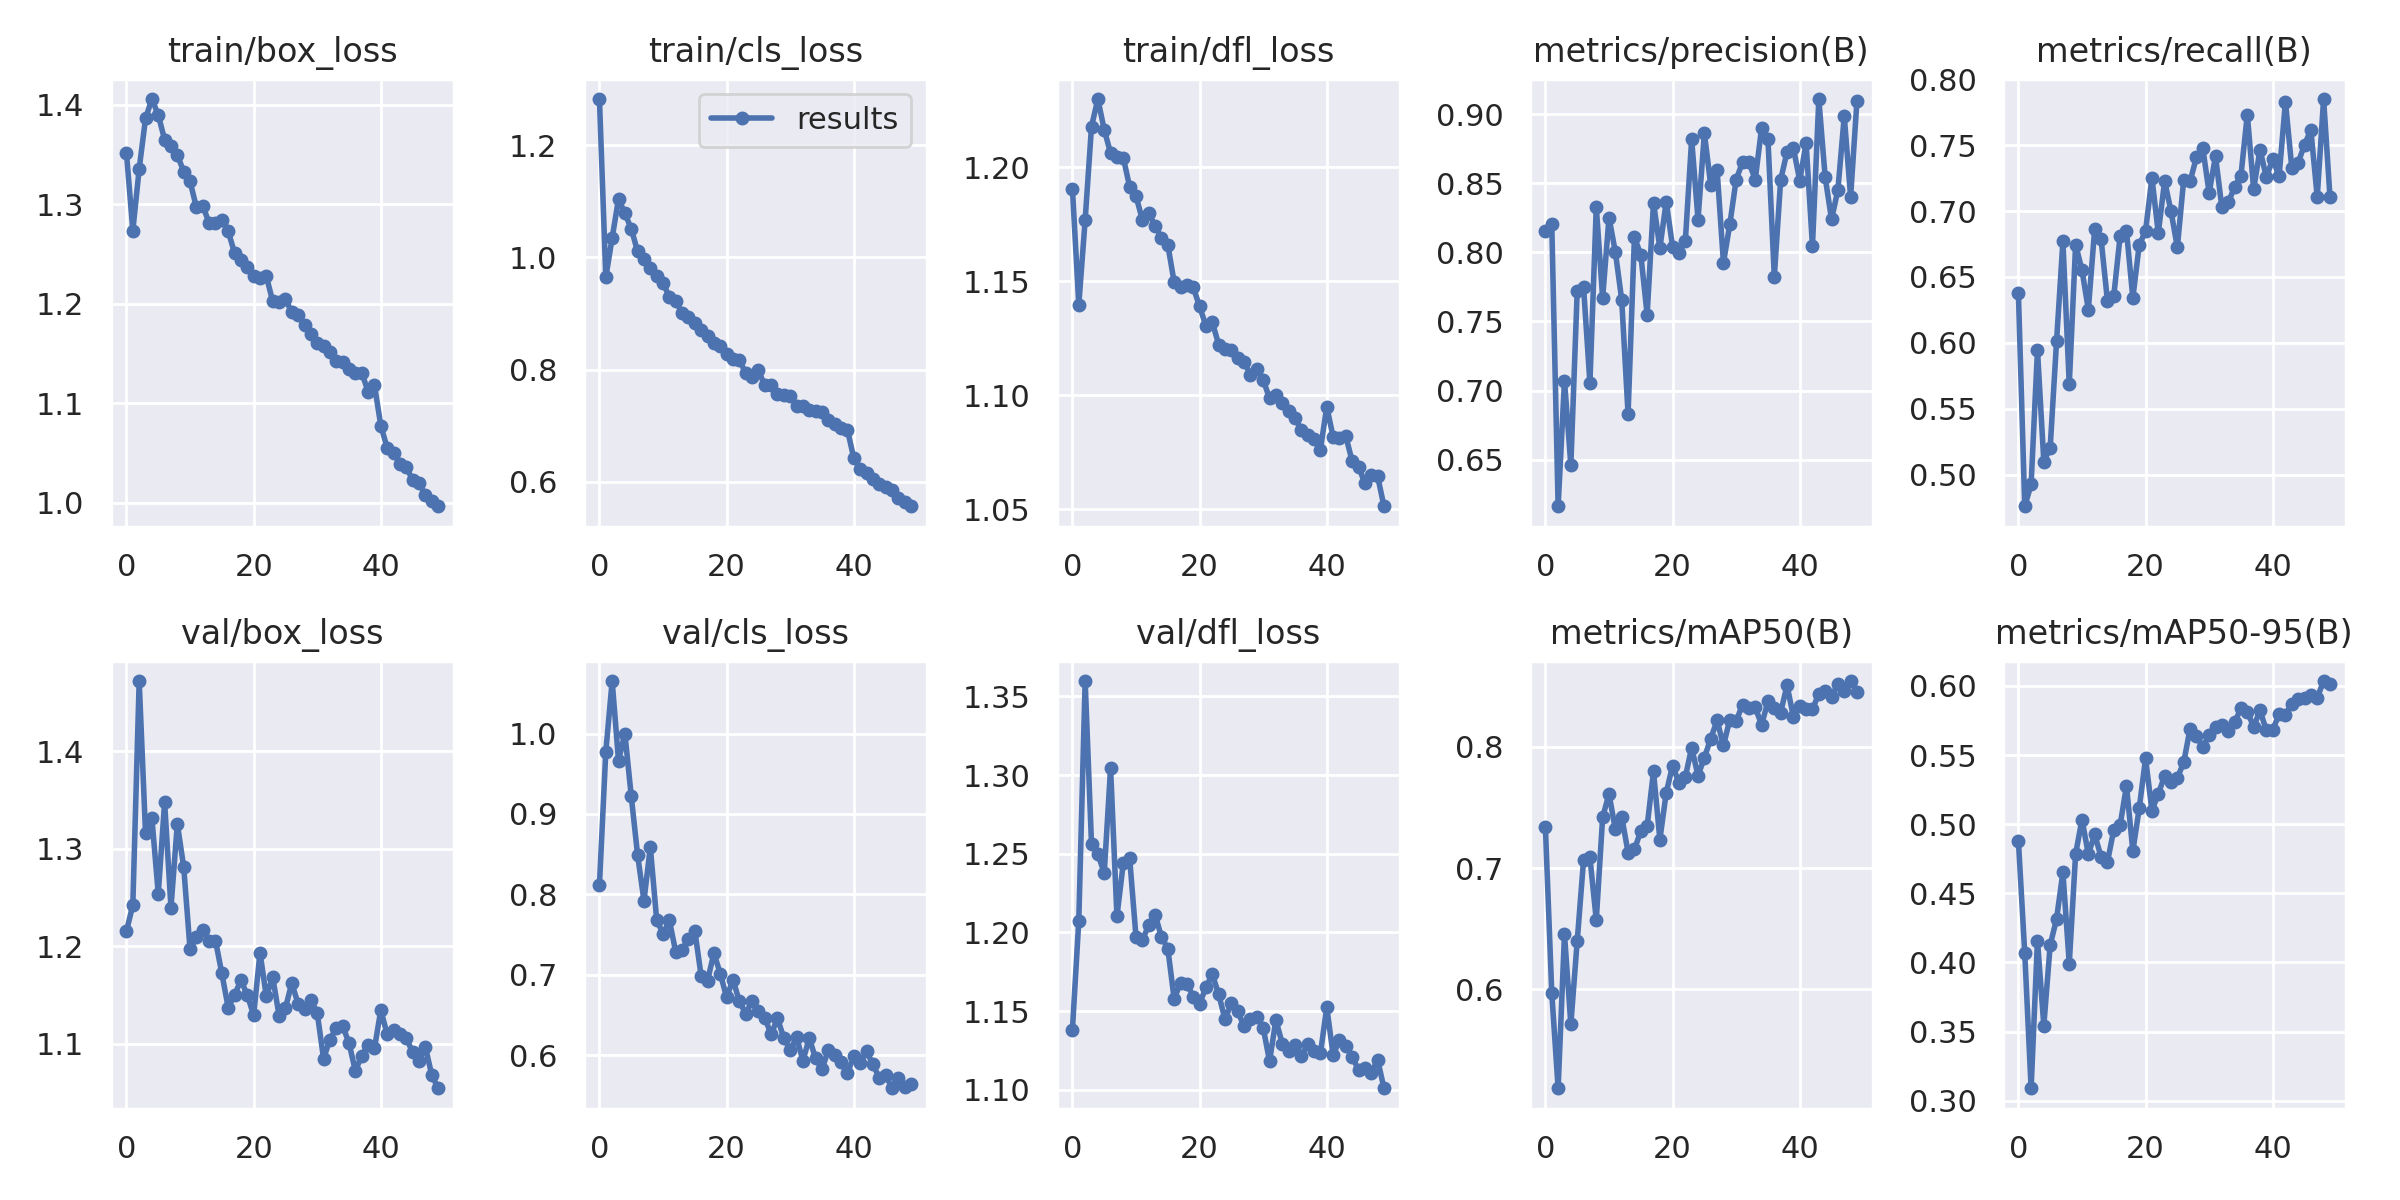 train/box_loss
1.4
1.3
1.2
1.1
1.0
0 20 40
train/cls_loss
results
1.2
1.0
0.8
0.6
0 20 40
train/dfl_loss
1.20
1.15
1.10
1.05
0 20 40
metrics/precision(B)
0.90
0.85
0.80
0.75
0.70
0.65
0 20 40
metrics/recall(B)
0.80
0.75
0.70
0.65
0.60
0.55
0.50
0 20 40
val/box_loss
1.4
1.3
1.2
1.1
0 20 40
val/cls_loss
1.0
0.9
0.8
0.7
0.6
0 20 40
val/dfl_loss
1.35
1.30
1.25
1.20
1.15
1.10
0 20 40
metrics/mAP50(B)
0.8
0.7
0.6
0 20 40
metrics/mAP50-95(B)
0.60
0.55
0.50
0.45
0.40
0.35
0.30
0 20 40